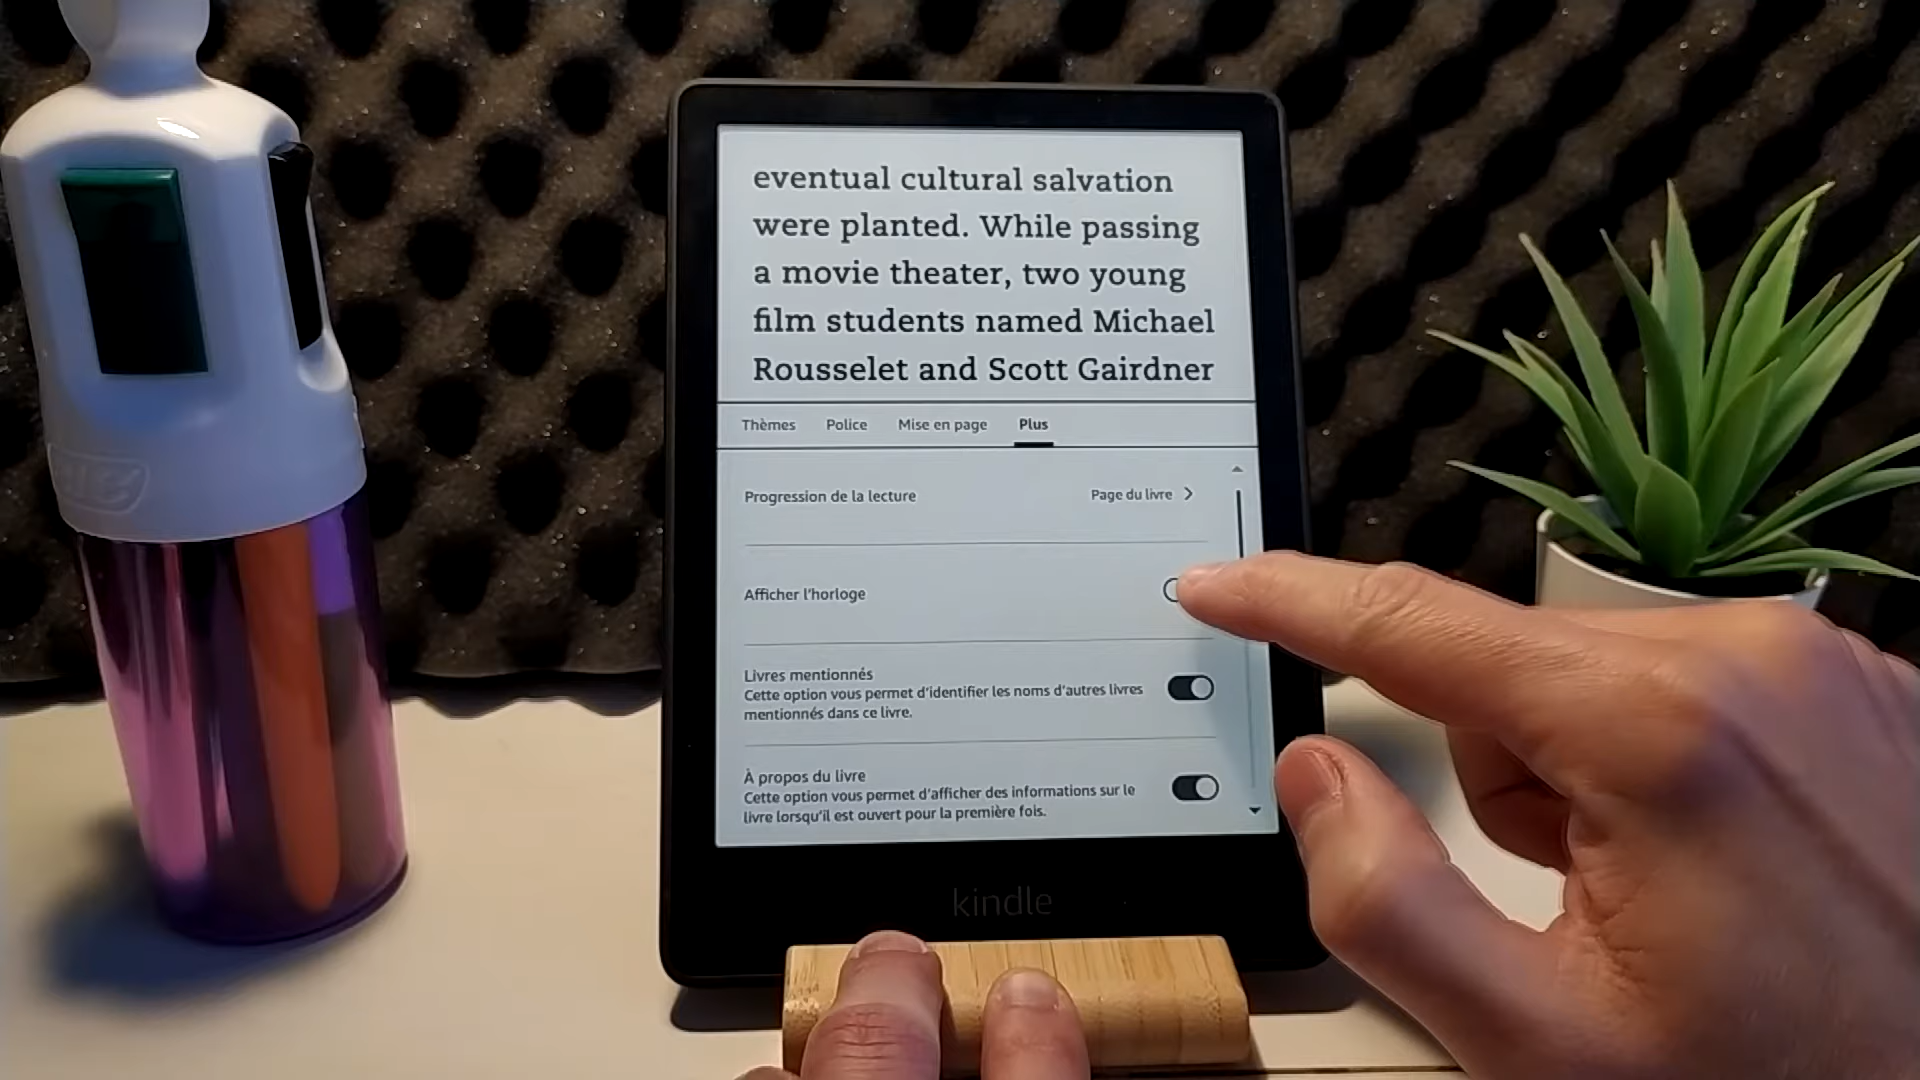 eventual cultural salvation
were planted. While passing
a movie theater, two young
film students named Michael
Rousselet and Scott Gairdner
Thèmes Police Mise en page Plus
Progression de la lecture Page du livre
Afficher l'horloge
Livres mentionnés
Cette option vous permet d'identifier les noms d'autres livres
mentionnés dans ce livre.
À propos du livre
Cette option vous permet d'afficher des informations sur le
livre lorsqu'il est ouvert pour la première fois.
kindle
BIC